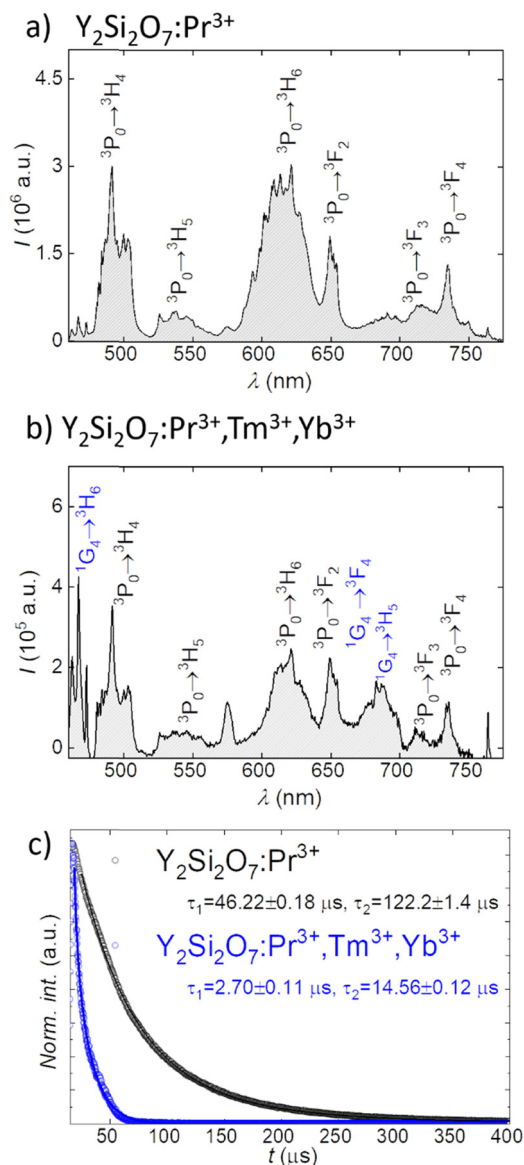 a) Y₂Si₂O₇:Pr³⁺
4.5
3
1.5
0
I (10⁶ a.u.)
³P₀→³H₄
³P₀→³H₅
³P₀→³H₆
³P₀→³F₂
³P₀→³F₃
³P₀→³F₄
500 550 600 650 700 750
λ (nm)
b) Y₂Si₂O₇:Pr³⁺,Tm³⁺,Yb³⁺
6
4
2
0
I (10⁵ a.u.)
¹G₄→³H₆
³P₀→³H₄
³P₀→³H₅
³P₀→³H₆
³P₀→³F₂
¹G₄→³F₄
¹G₄→³H₅
³P₀→³F₃
³P₀→³F₄
500 550 600 650 700 750
λ (nm)
c)
Y₂Si₂O₇:Pr³⁺
τ₁=46.22±0.18 μs, τ₂=122.2±1.4 μs
Y₂Si₂O₇:Pr³⁺,Tm³⁺,Yb³⁺
τ₁=2.70±0.11 μs, τ₂=14.56±0.12 μs
Norm. int. (a.u.)
50 100 150 200 250 300 350 400
t (μs)